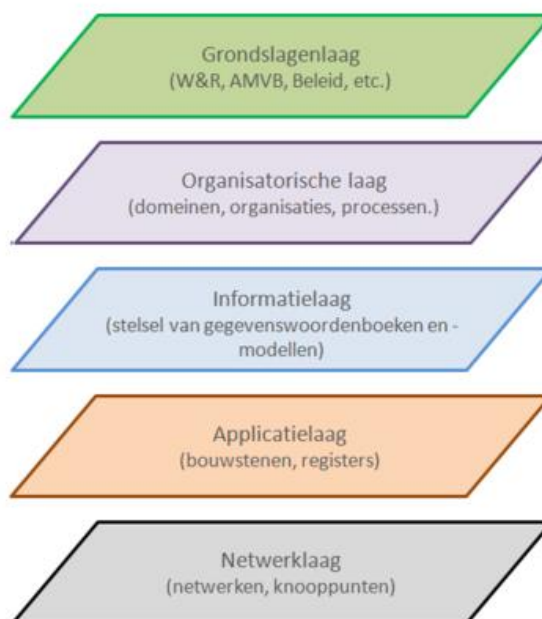 Grondslagenlaag
(W&R, AMVB, Beleid, etc.)
Organisatorische laag
(domeinen, organisaties, processen.)
Informatielaag
(stelsel van gegevenswoordenboeken en -
modellen)
Applicatielaag
(bouwstenen, registers)
Netwerklaag
(netwerken, knooppunten)